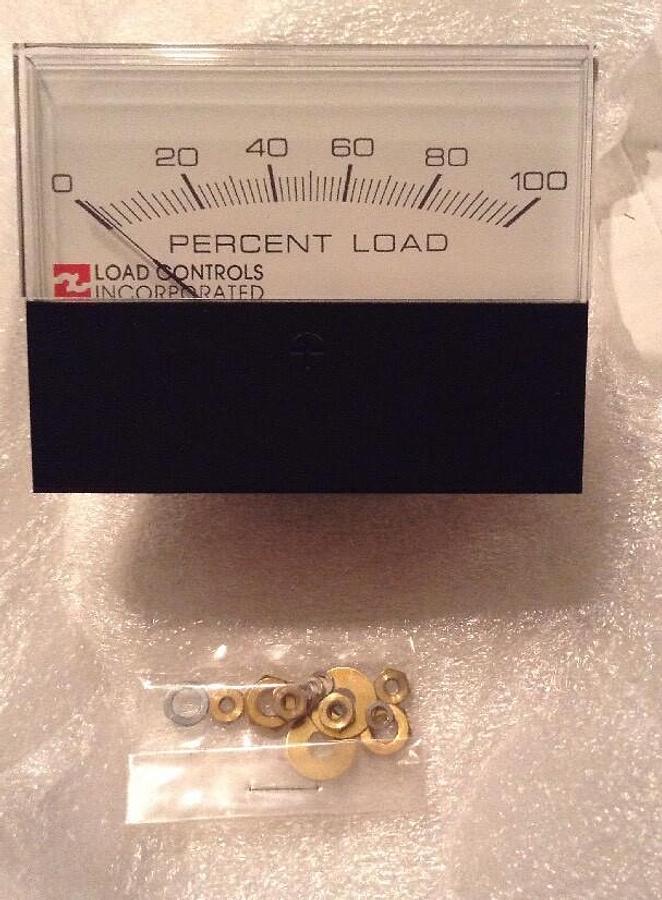 0 20 40 60 80 100
PERCENT LOAD
LOAD CONTROLS
INCORPORATED